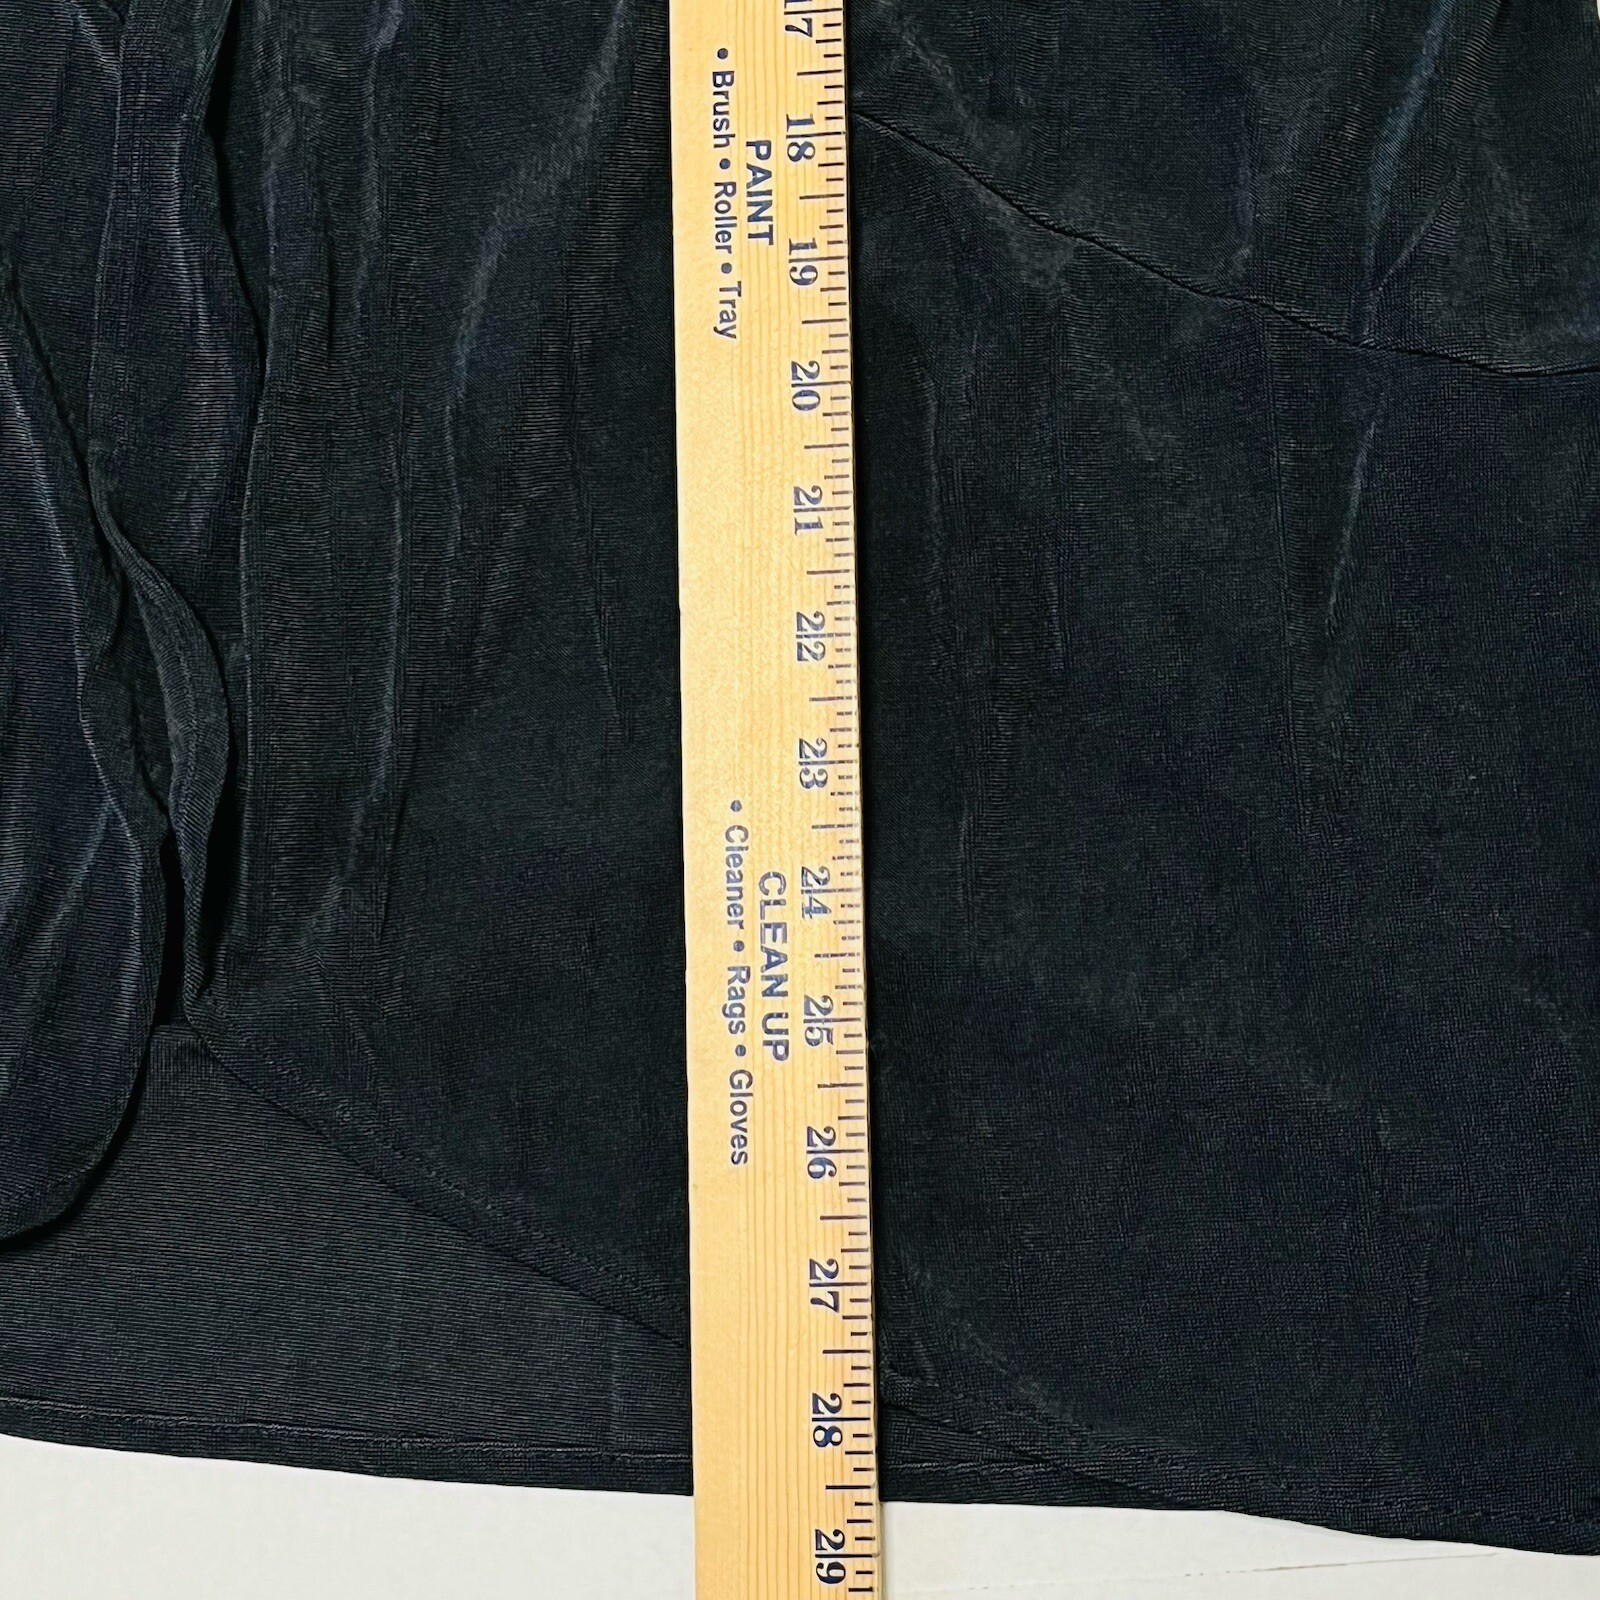 17 18 19 20 21 22 23 24 25 26 27 28 29
PAINT
• Brush • Roller • Tray
CLEAN UP
• Cleaner • Rags • Gloves